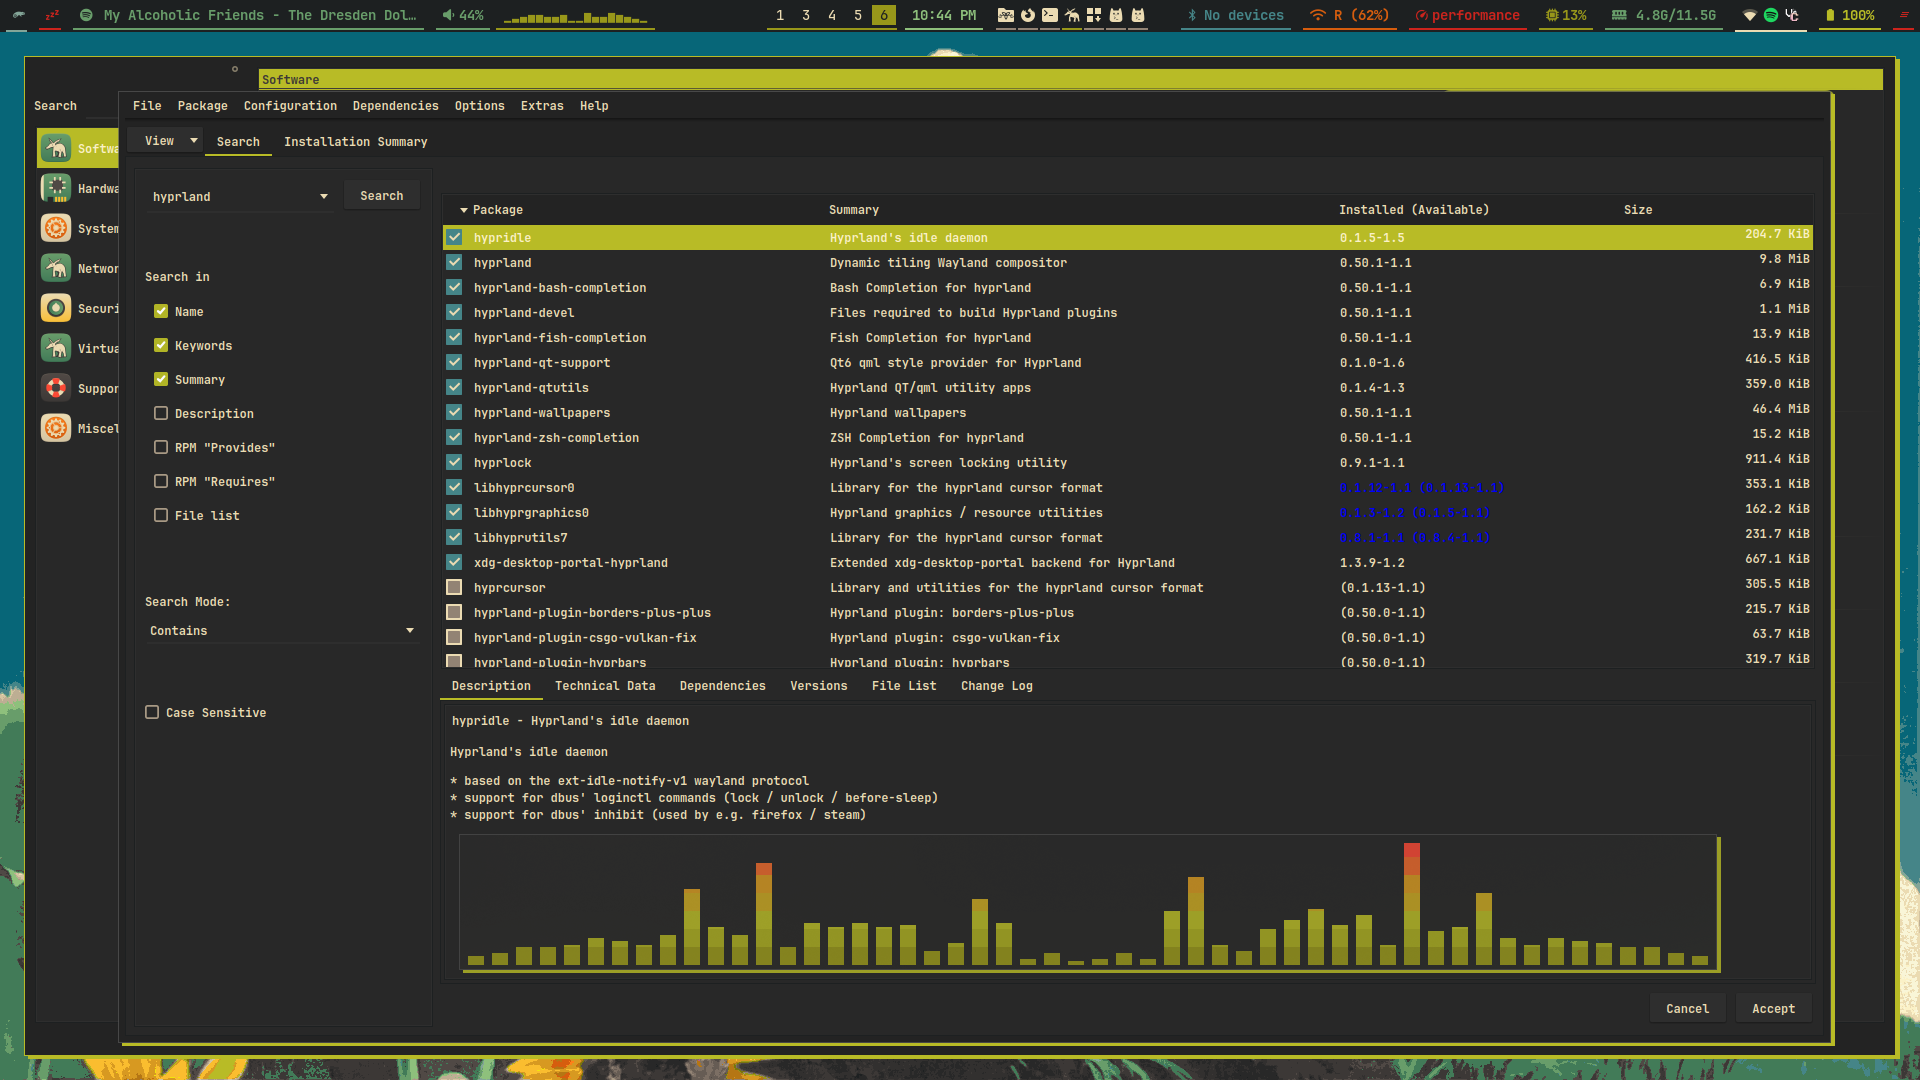 My Alcoholic Friends - The Dresden Dol…
44%
1 3 4 5 6
10:44 PM
No devices
R (62%)
performance
13%
4.8G/11.5G
100%
Software
Search
Softwa
Hardwa
System
Networ
Securi
Virtua
Suppor
Miscel
File Package Configuration Dependencies Options Extras Help
View Search Installation Summary
hyprland Search
Search in
Name
Keywords
Summary
Description
RPM "Provides"
RPM "Requires"
File list
Search Mode:
Contains
Case Sensitive
Package Summary Installed (Available) Size
hypridle Hyprland's idle daemon 0.1.5-1.5 204.7 KiB
hyprland Dynamic tiling Wayland compositor 0.50.1-1.1 9.8 MiB
hyprland-bash-completion Bash Completion for hyprland 0.50.1-1.1 6.9 KiB
hyprland-devel Files required to build Hyprland plugins 0.50.1-1.1 1.1 MiB
hyprland-fish-completion Fish Completion for hyprland 0.50.1-1.1 13.9 KiB
hyprland-qt-support Qt6 qml style provider for Hyprland 0.1.0-1.6 416.5 KiB
hyprland-qtutils Hyprland QT/qml utility apps 0.1.4-1.3 359.0 KiB
hyprland-wallpapers Hyprland wallpapers 0.50.1-1.1 46.4 MiB
hyprland-zsh-completion ZSH Completion for hyprland 0.50.1-1.1 15.2 KiB
hyprlock Hyprland's screen locking utility 0.9.1-1.1 911.4 KiB
libhyprcursor0 Library for the hyprland cursor format 0.1.12-1.1 (0.1.13-1.1) 353.1 KiB
libhyprgraphics0 Hyprland graphics / resource utilities 0.1.3-1.2 (0.1.5-1.1) 162.2 KiB
libhyprutils7 Library for the hyprland cursor format 0.8.1-1.1 (0.8.4-1.1) 231.7 KiB
xdg-desktop-portal-hyprland Extended xdg-desktop-portal backend for Hyprland 1.3.9-1.2 667.1 KiB
hyprcursor Library and utilities for the hyprland cursor format (0.1.13-1.1) 305.5 KiB
hyprland-plugin-borders-plus-plus Hyprland plugin: borders-plus-plus (0.50.0-1.1) 215.7 KiB
hyprland-plugin-csgo-vulkan-fix Hyprland plugin: csgo-vulkan-fix (0.50.0-1.1) 63.7 KiB
hyprland-plugin-hyprbars Hyprland plugin: hyprbars (0.50.0-1.1) 319.7 KiB
Description Technical Data Dependencies Versions File List Change Log
hypridle - Hyprland's idle daemon
Hyprland's idle daemon
* based on the ext-idle-notify-v1 wayland protocol
* support for dbus' loginctl commands (lock / unlock / before-sleep)
* support for dbus' inhibit (used by e.g. firefox / steam)
Cancel Accept